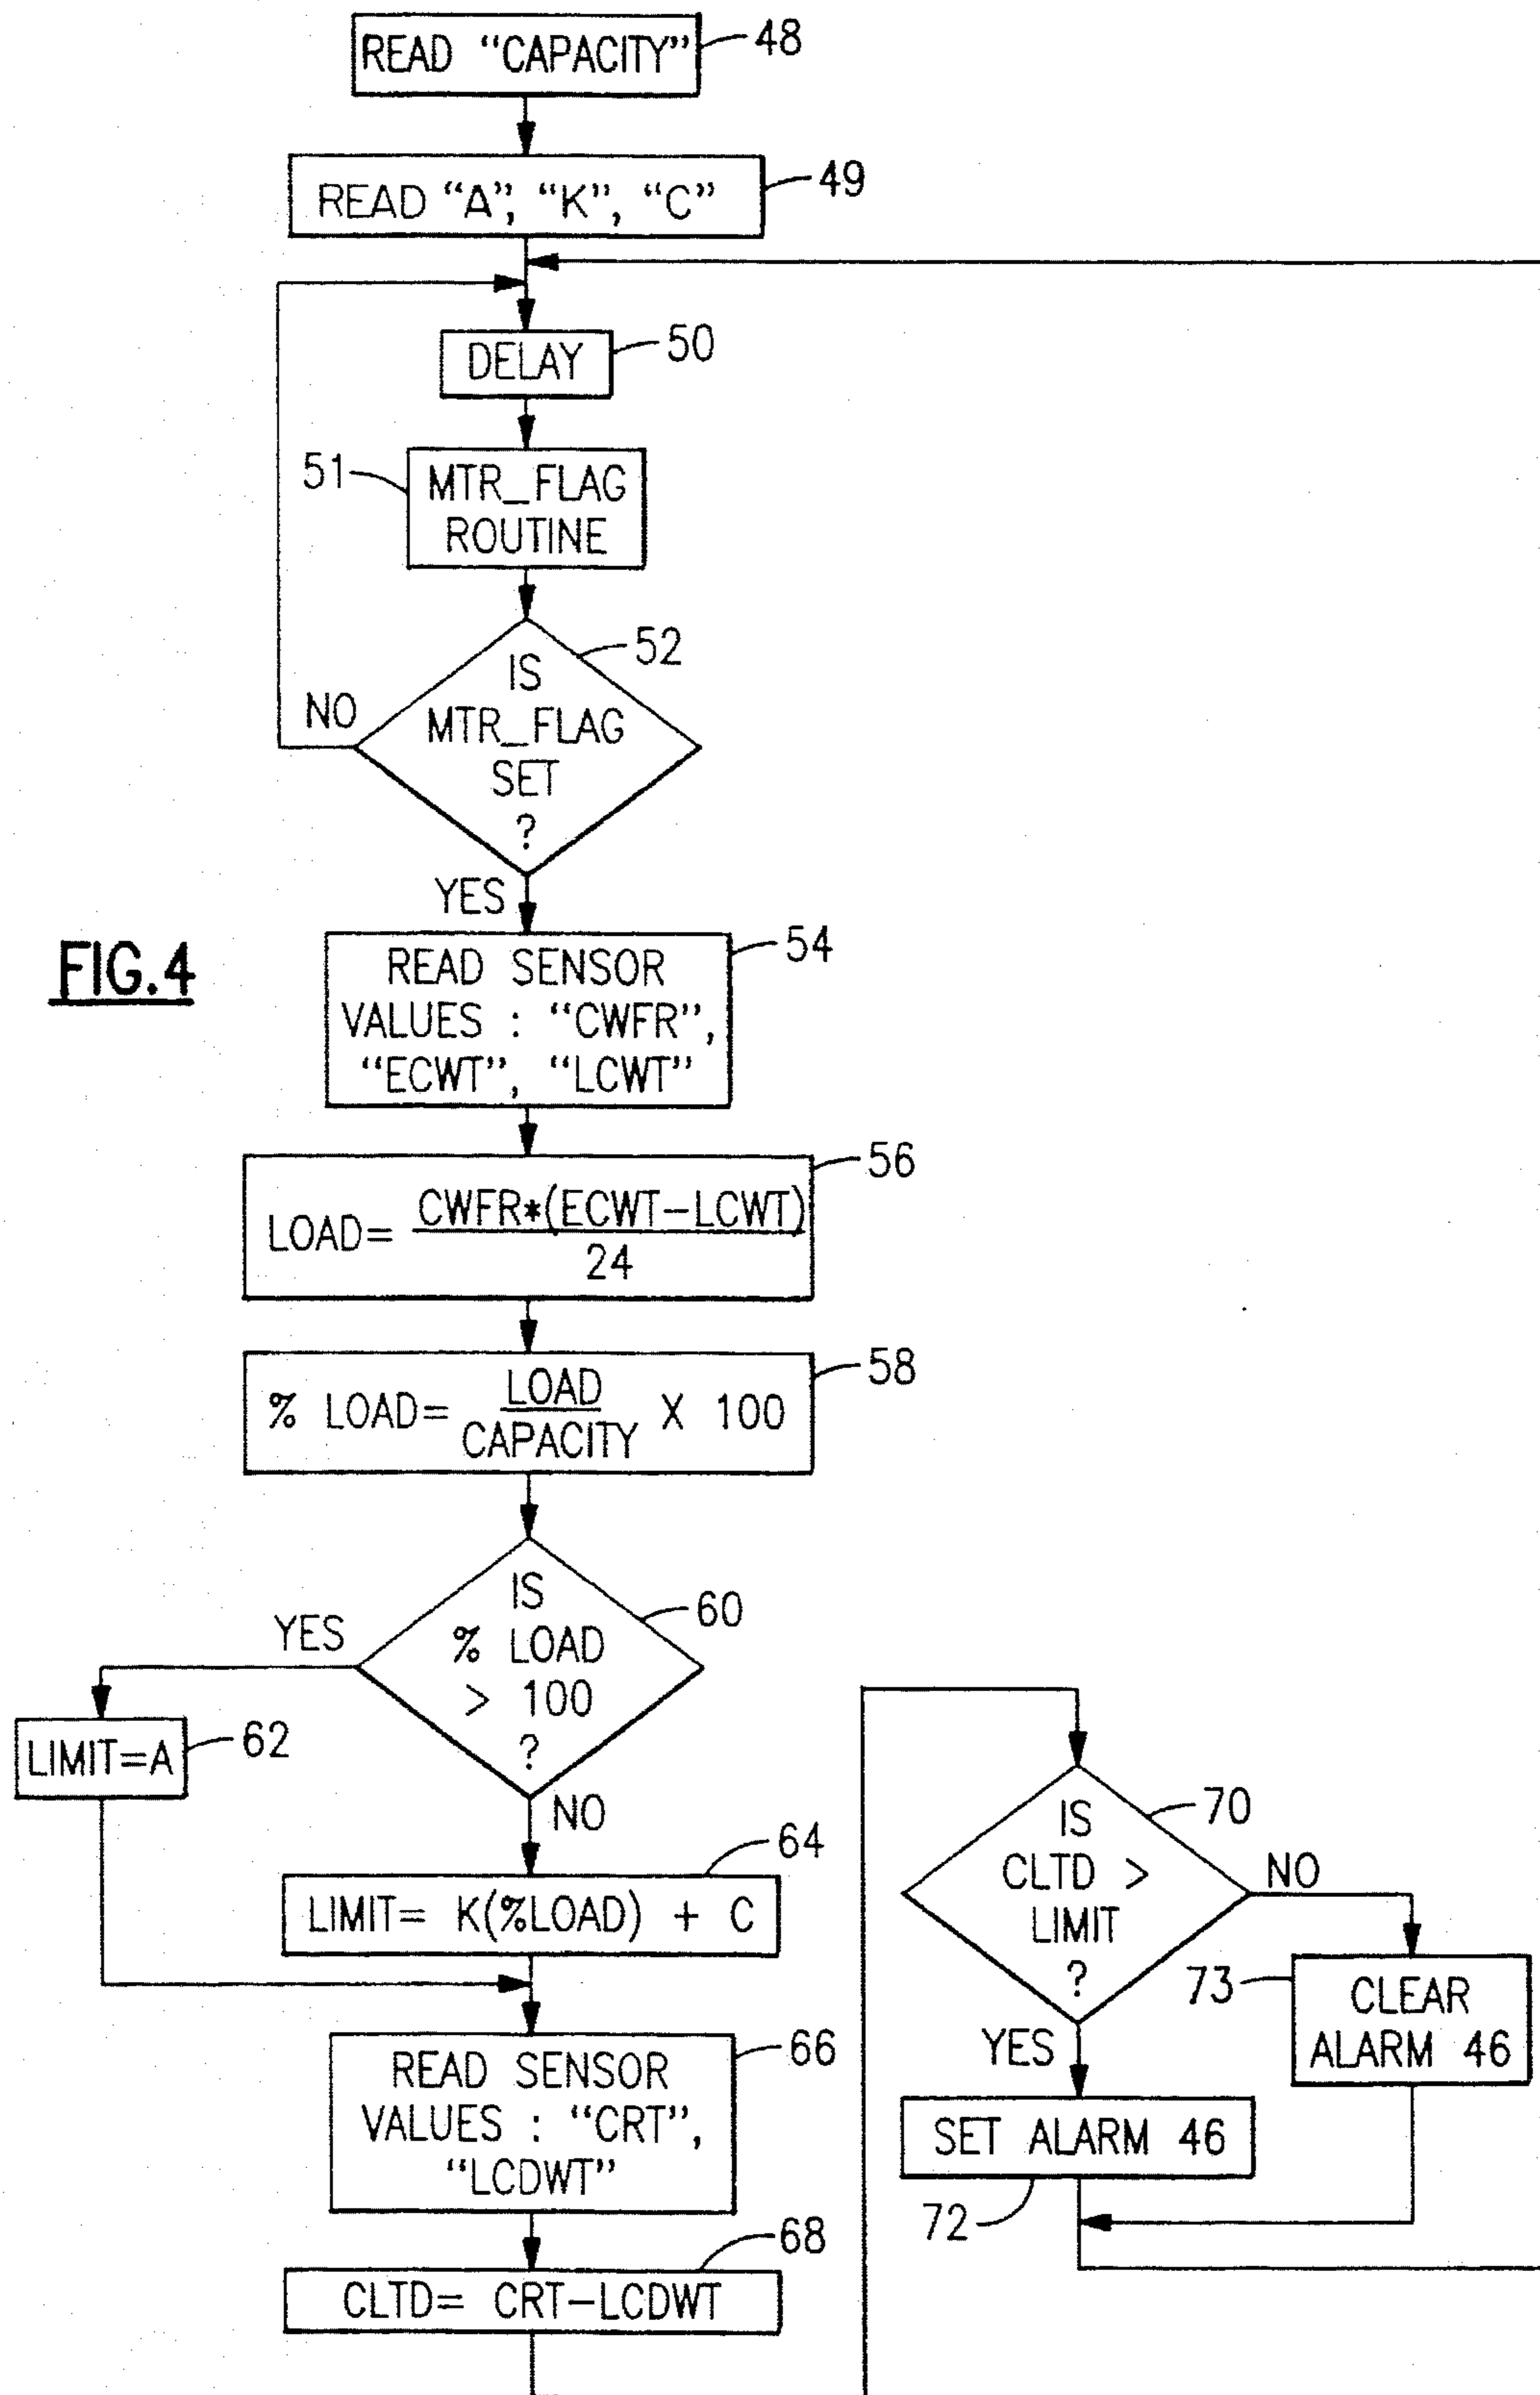 READ “CAPACITY”
48
READ “A”, “K”, “C”
49
DELAY
50
51
MTR_FLAG
ROUTINE
IS
MTR_FLAG
SET
?
52
NO
YES
FIG.4
READ SENSOR
VALUES : “CWFR”,
“ECWT”, “LCWT”
54
LOAD= CWFR*(ECWT-LCWT)
24
56
% LOAD= LOAD X 100
CAPACITY
58
IS
% LOAD
> 100
?
60
YES
NO
LIMIT=A
62
LIMIT= K(%LOAD) + C
64
READ SENSOR
VALUES : “CRT”,
“LCDWT”
66
CLTD= CRT-LCDWT
68
IS
CLTD >
LIMIT
?
70
NO
YES
73
CLEAR
ALARM 46
SET ALARM 46
72